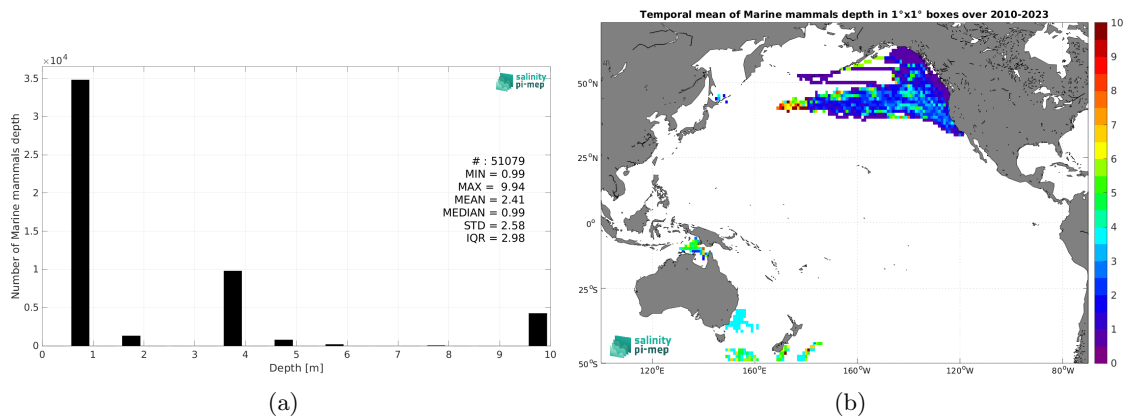 ×10⁴
3.5
3
2.5
2
1.5
1
0.5
0
Number of Marine mammals depth
0 1 2 3 4 5 6 7 8 9 10
Depth [m]
salinity
pi-mep
# : 51079
MIN = 0.99
MAX = 9.94
MEAN = 2.41
MEDIAN = 0.99
STD = 2.58
IQR = 2.98
(a)
Temporal mean of Marine mammals depth in 1°x1° boxes over 2010-2023
50°N
25°N
0°
25°S
50°S
120°E 160°E 160°W 120°W 80°W
salinity
pi-mep
10
9
8
7
6
5
4
3
2
1
0
(b)